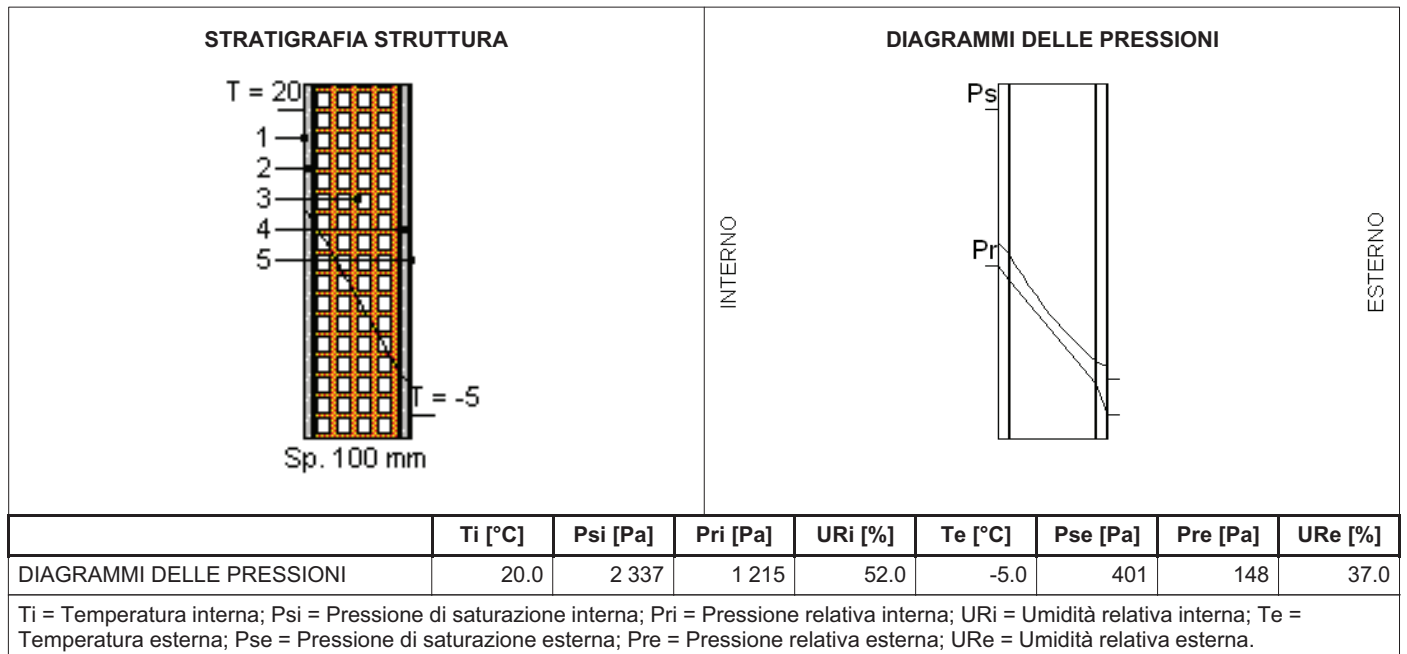 STRATIGRAFIA STRUTTURA
T = 20
1
2
3
4
5
T = -5
Sp. 100 mm
DIAGRAMMI DELLE PRESSIONI
Ps
Pr
INTERNO
ESTERNO
Ti [°C] Psi [Pa] Pri [Pa] URi [%] Te [°C] Pse [Pa] Pre [Pa] URe [%]
DIAGRAMMI DELLE PRESSIONI 20.0 2 337 1 215 52.0 -5.0 401 148 37.0
Ti = Temperatura interna; Psi = Pressione di saturazione interna; Pri = Pressione relativa interna; URi = Umidità relativa interna; Te =
Temperatura esterna; Pse = Pressione di saturazione esterna; Pre = Pressione relativa esterna; URe = Umidità relativa esterna.